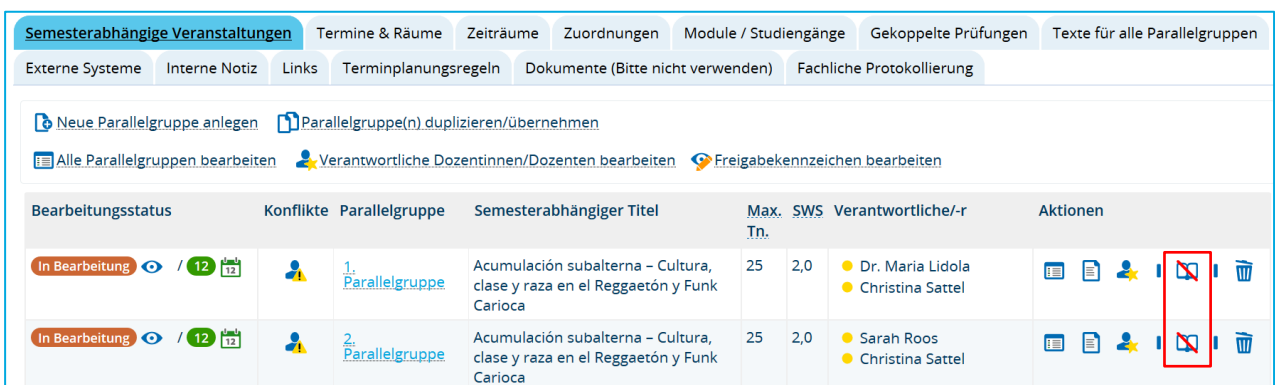 Semesterabhängige Veranstaltungen Termine & Räume Zeiträume Zuordnungen Module / Studiengänge Gekoppelte Prüfungen Texte für alle Parallelgruppen
Externe Systeme Interne Notiz Links Terminplanungsregeln Dokumente (Bitte nicht verwenden) Fachliche Protokollierung
Neue Parallelgruppe anlegen Parallelgruppe(n) duplizieren/übernehmen
Alle Parallelgruppen bearbeiten Verantwortliche Dozentinnen/Dozenten bearbeiten Freigabekennzeichen bearbeiten
Bearbeitungsstatus Konflikte Parallelgruppe Semesterabhängiger Titel Max. SWS Verantwortliche/-r Aktionen
Tn.
In Bearbeitung / 12 12 1. Acumulación subalterna – Cultura, 25 2,0 Dr. Maria Lidola
Parallelgruppe clase y raza en el Reggaetón y Funk Christina Sattel
Carioca
In Bearbeitung / 12 12 2. Acumulación subalterna – Cultura, 25 2,0 Sarah Roos
Parallelgruppe clase y raza en el Reggaetón y Funk Christina Sattel
Carioca